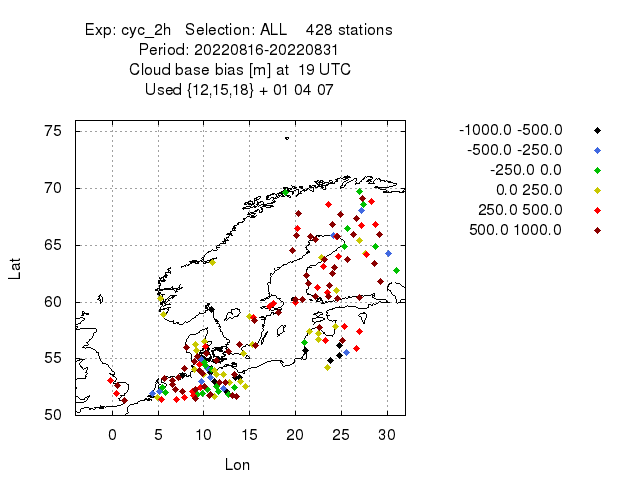 Exp: cyc_2h   Selection: ALL    428 stations
Period: 20220816-20220831
Cloud base bias [m] at  19 UTC
Used {12,15,18} + 01 04 07
-1000.0 -500.0
-500.0 -250.0
-250.0 0.0
0.0 250.0
250.0 500.0
500.0 1000.0
75
70
65
60
55
50
Lat
0 5 10 15 20 25 30
Lon